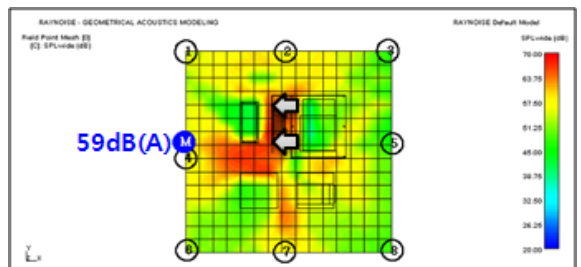 RAYNOISE - GEOMETRICAL ACOUSTICS MODELING
RAYNOISE Default Model
Field Point Mesh [0]
(C): SPLwide (dB)
SPLwide (dB)
1
2
3
70.00
63.75
57.50
51.25
45.00
38.75
32.50
26.25
20.00
59dB(A)
M
4
5
6
7
8
Y
Z X